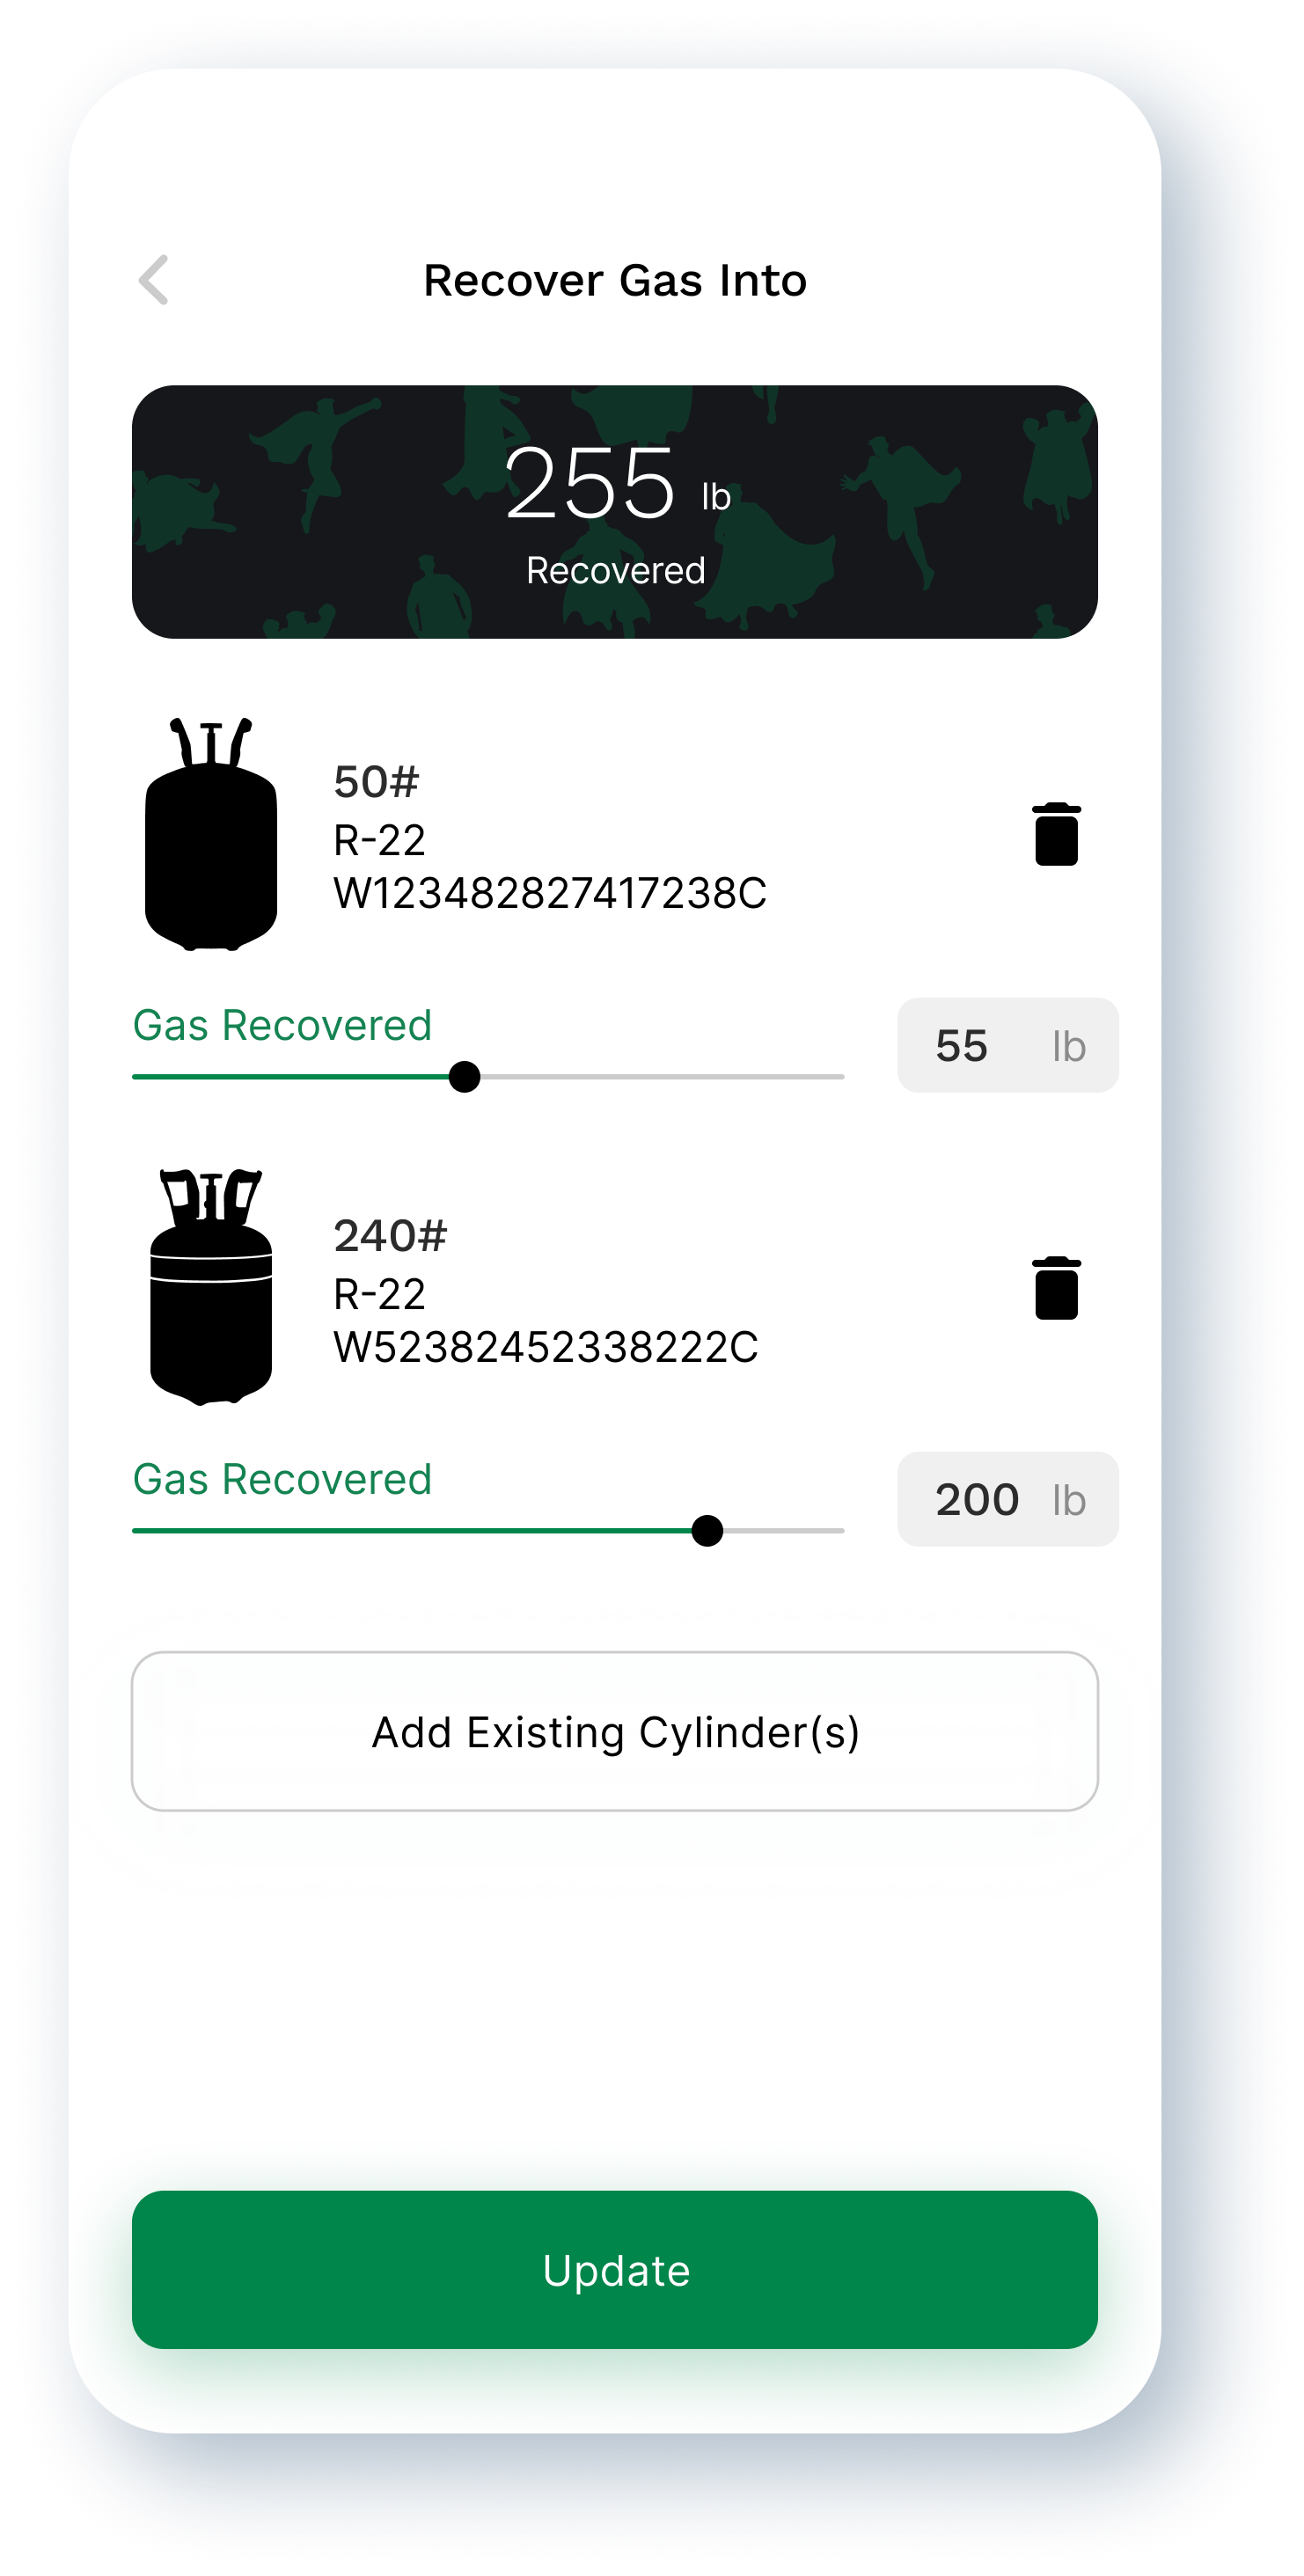 Recover Gas Into
255 lb
Recovered
50#
R-22
W123482827417238C
Gas Recovered
55 lb
240#
R-22
W52382452338222C
Gas Recovered
200 lb
Add Existing Cylinder(s)
Update